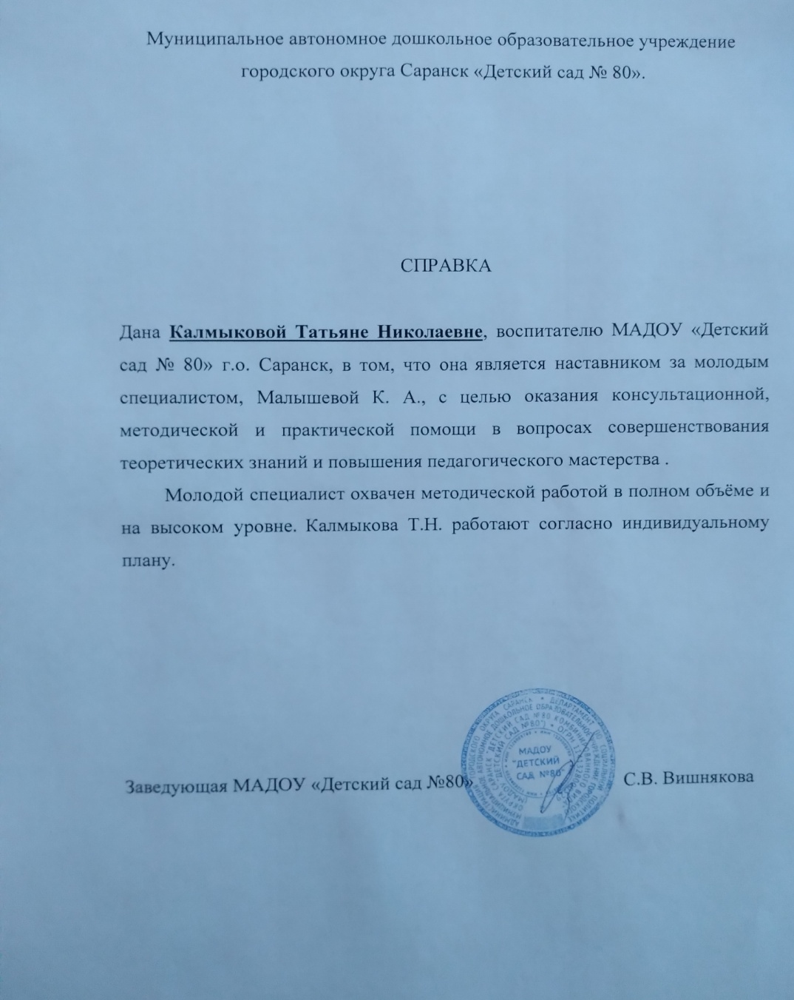 Муниципальное автономное дошкольное образовательное учреждение
городского округа Саранск «Детский сад № 80».
СПРАВКА
Дана Калмыковой Татьяне Николаевне, воспитателю МАДОУ «Детский
сад № 80» г.о. Саранск, в том, что она является наставником за молодым
специалистом, Малышевой К. А., с целью оказания консультационной,
методической и практической помощи в вопросах совершенствования
теоретических знаний и повышения педагогического мастерства .
Молодой специалист охвачен методической работой в полном объёме и
на высоком уровне. Калмыкова Т.Н. работают согласно индивидуальному
плану.
Заведующая МАДОУ «Детский сад №80»
С.В. Вишнякова
МАДОУ
"ДЕТСКИЙ
САД №80"